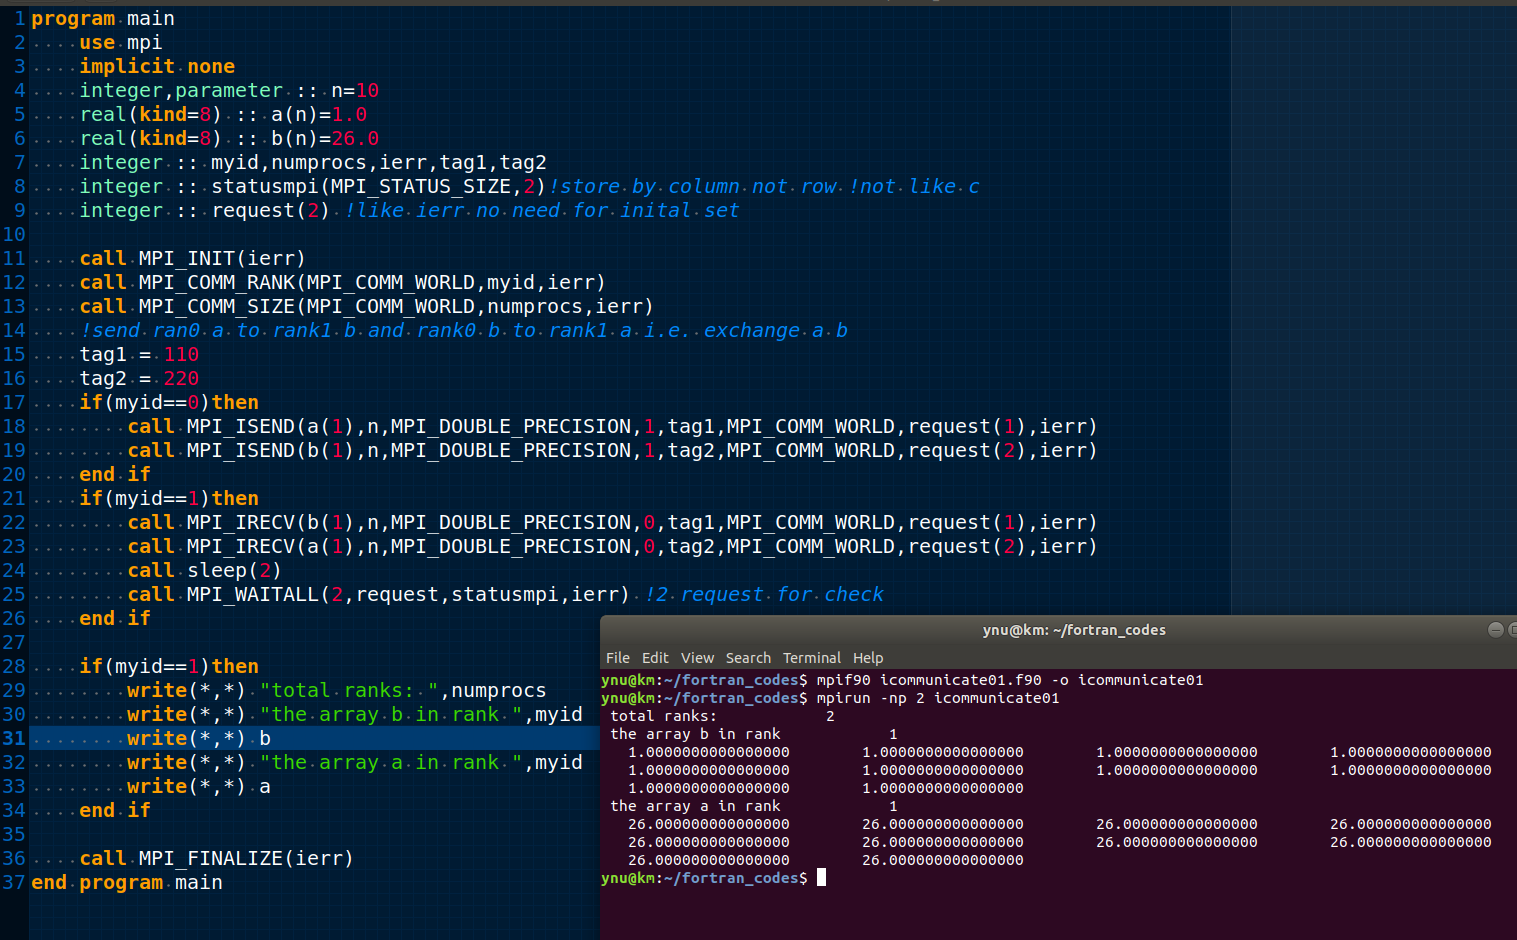 1 program main
2 use mpi
3 implicit none
4 integer,parameter :: n=10
5 real(kind=8) :: a(n)=1.0
6 real(kind=8) :: b(n)=26.0
7 integer :: myid,numprocs,ierr,tag1,tag2
8 integer :: statusmpi(MPI_STATUS_SIZE,2)!store by column not row !not like c
9 integer :: request(2) !like ierr no need for inital set
10
11 call MPI_INIT(ierr)
12 call MPI_COMM_RANK(MPI_COMM_WORLD,myid,ierr)
13 call MPI_COMM_SIZE(MPI_COMM_WORLD,numprocs,ierr)
14 !send ran0 a to rank1 b and rank0 b to rank1 a i.e. exchange a b
15 tag1 = 110
16 tag2 = 220
17 if(myid==0)then
18 call MPI_ISEND(a(1),n,MPI_DOUBLE_PRECISION,1,tag1,MPI_COMM_WORLD,request(1),ierr)
19 call MPI_ISEND(b(1),n,MPI_DOUBLE_PRECISION,1,tag2,MPI_COMM_WORLD,request(2),ierr)
20 end if
21 if(myid==1)then
22 call MPI_IRECV(b(1),n,MPI_DOUBLE_PRECISION,0,tag1,MPI_COMM_WORLD,request(1),ierr)
23 call MPI_IRECV(a(1),n,MPI_DOUBLE_PRECISION,0,tag2,MPI_COMM_WORLD,request(2),ierr)
24 call sleep(2)
25 call MPI_WAITALL(2,request,statusmpi,ierr) !2 request for check
26 end if
27
28 if(myid==1)then
29 write(*,*) "total ranks: ",numprocs
30 write(*,*) "the array b in rank ",myid
31 write(*,*) b
32 write(*,*) "the array a in rank ",myid
33 write(*,*) a
34 end if
35
36 call MPI_FINALIZE(ierr)
37 end program main
ynu@km: ~/fortran_codes
File Edit View Search Terminal Help
ynu@km:~/fortran_codes$ mpif90 icommunicate01.f90 -o icommunicate01
ynu@km:~/fortran_codes$ mpirun -np 2 icommunicate01
total ranks: 2
the array b in rank 1
1.0000000000000000 1.0000000000000000 1.0000000000000000 1.0000000000000000
1.0000000000000000 1.0000000000000000 1.0000000000000000 1.0000000000000000
1.0000000000000000 1.0000000000000000
the array a in rank 1
26.000000000000000 26.000000000000000 26.000000000000000 26.000000000000000
26.000000000000000 26.000000000000000 26.000000000000000 26.000000000000000
26.000000000000000 26.000000000000000
ynu@km:~/fortran_codes$